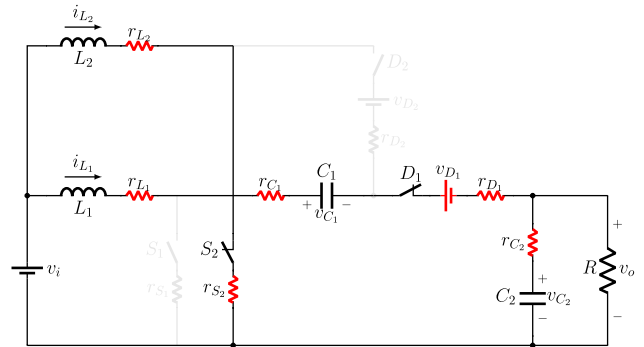 i_{L_2}
r_{L_2}
L_2
D_2
v_{D_2}
r_{D_2}
i_{L_1}
r_{L_1}
L_1
r_{C_1}
C_1
+ v_{C_1} −
D_1
v_{D_1}
r_{D_1}
S_1
r_{S_1}
S_2
r_{S_2}
v_i
r_{C_2}
C_2
+ v_{C_2} −
R
+ v_o −